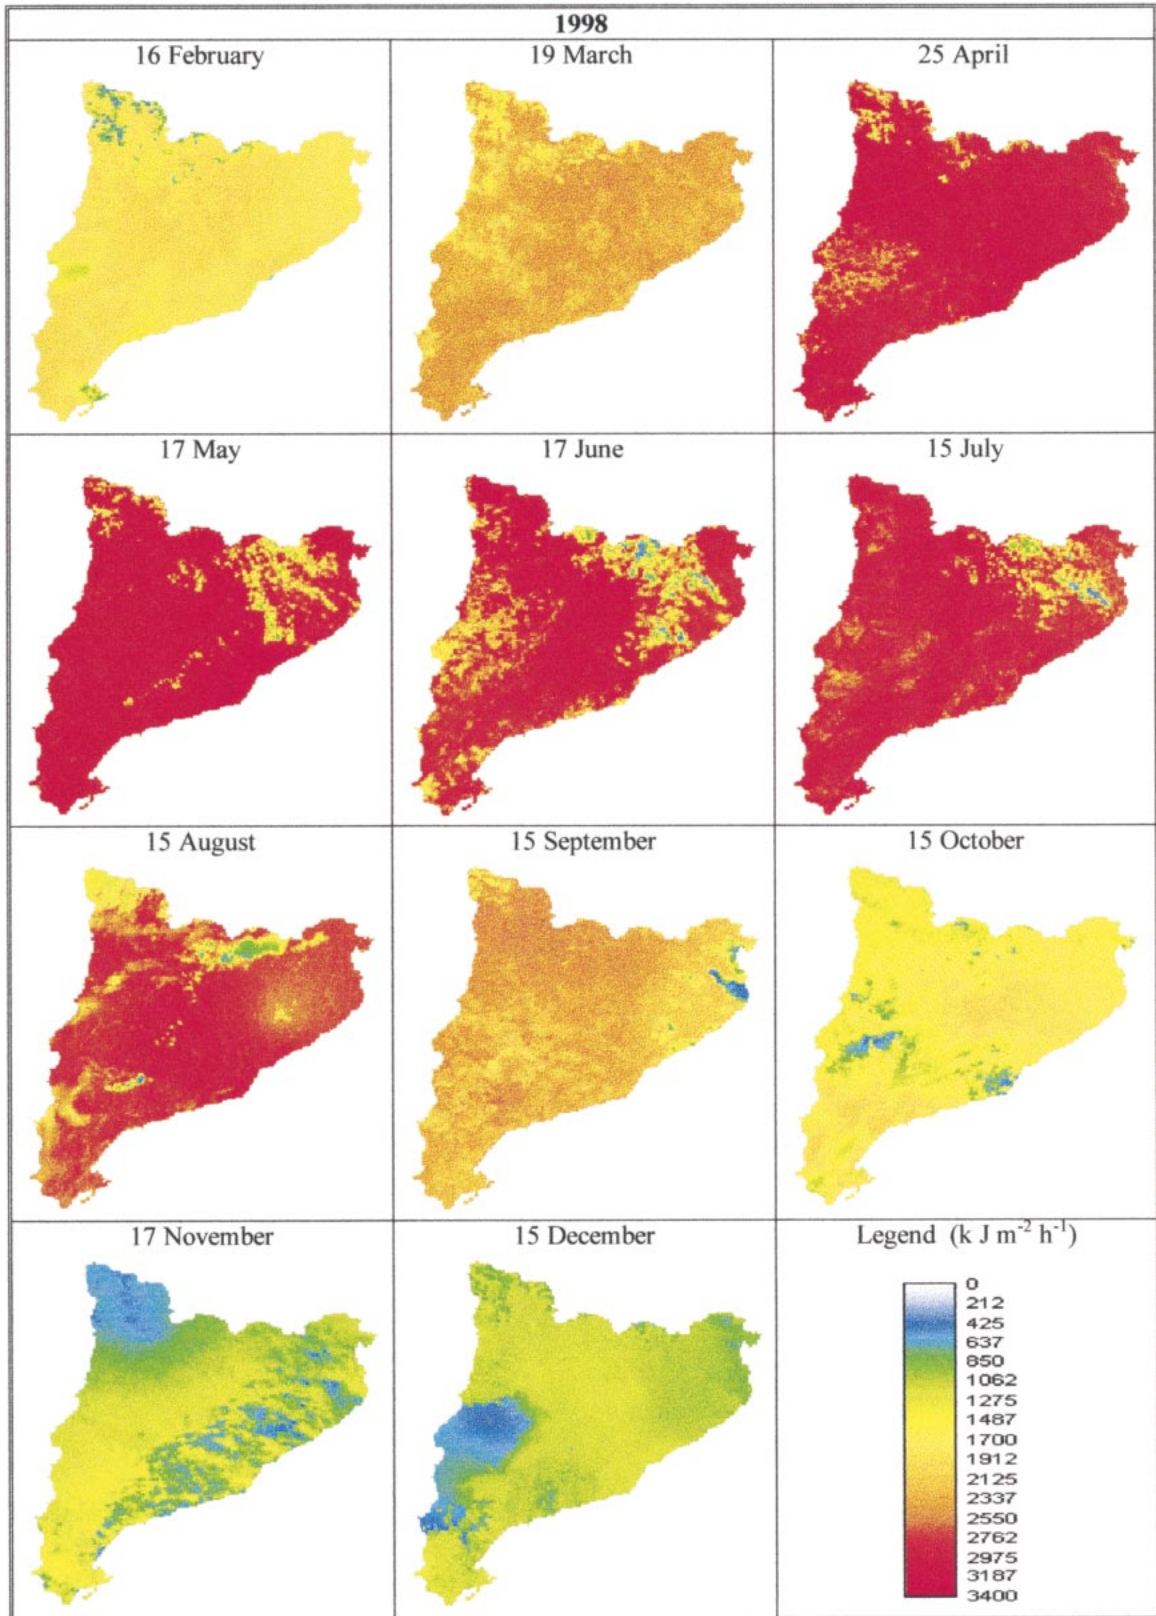 1998
16 February
19 March
25 April
17 May
17 June
15 July
15 August
15 September
15 October
17 November
15 December
Legend (k J m⁻² h⁻¹)
0
212
425
637
850
1062
1275
1487
1700
1912
2125
2337
2550
2762
2975
3187
3400